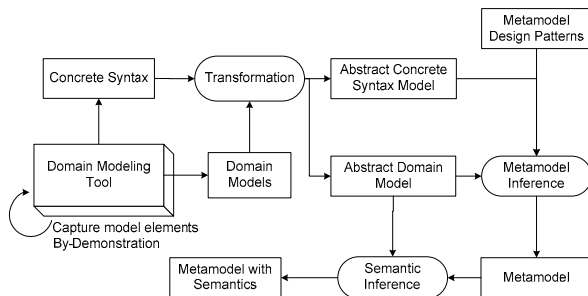 Metamodel
Design Patterns
Concrete Syntax
Transformation
Abstract Concrete
Syntax Model
Domain Modeling
Tool
Domain
Models
Abstract Domain
Model
Metamodel
Inference
Capture model elements
By-Demonstration
Metamodel with
Semantics
Semantic
Inference
Metamodel